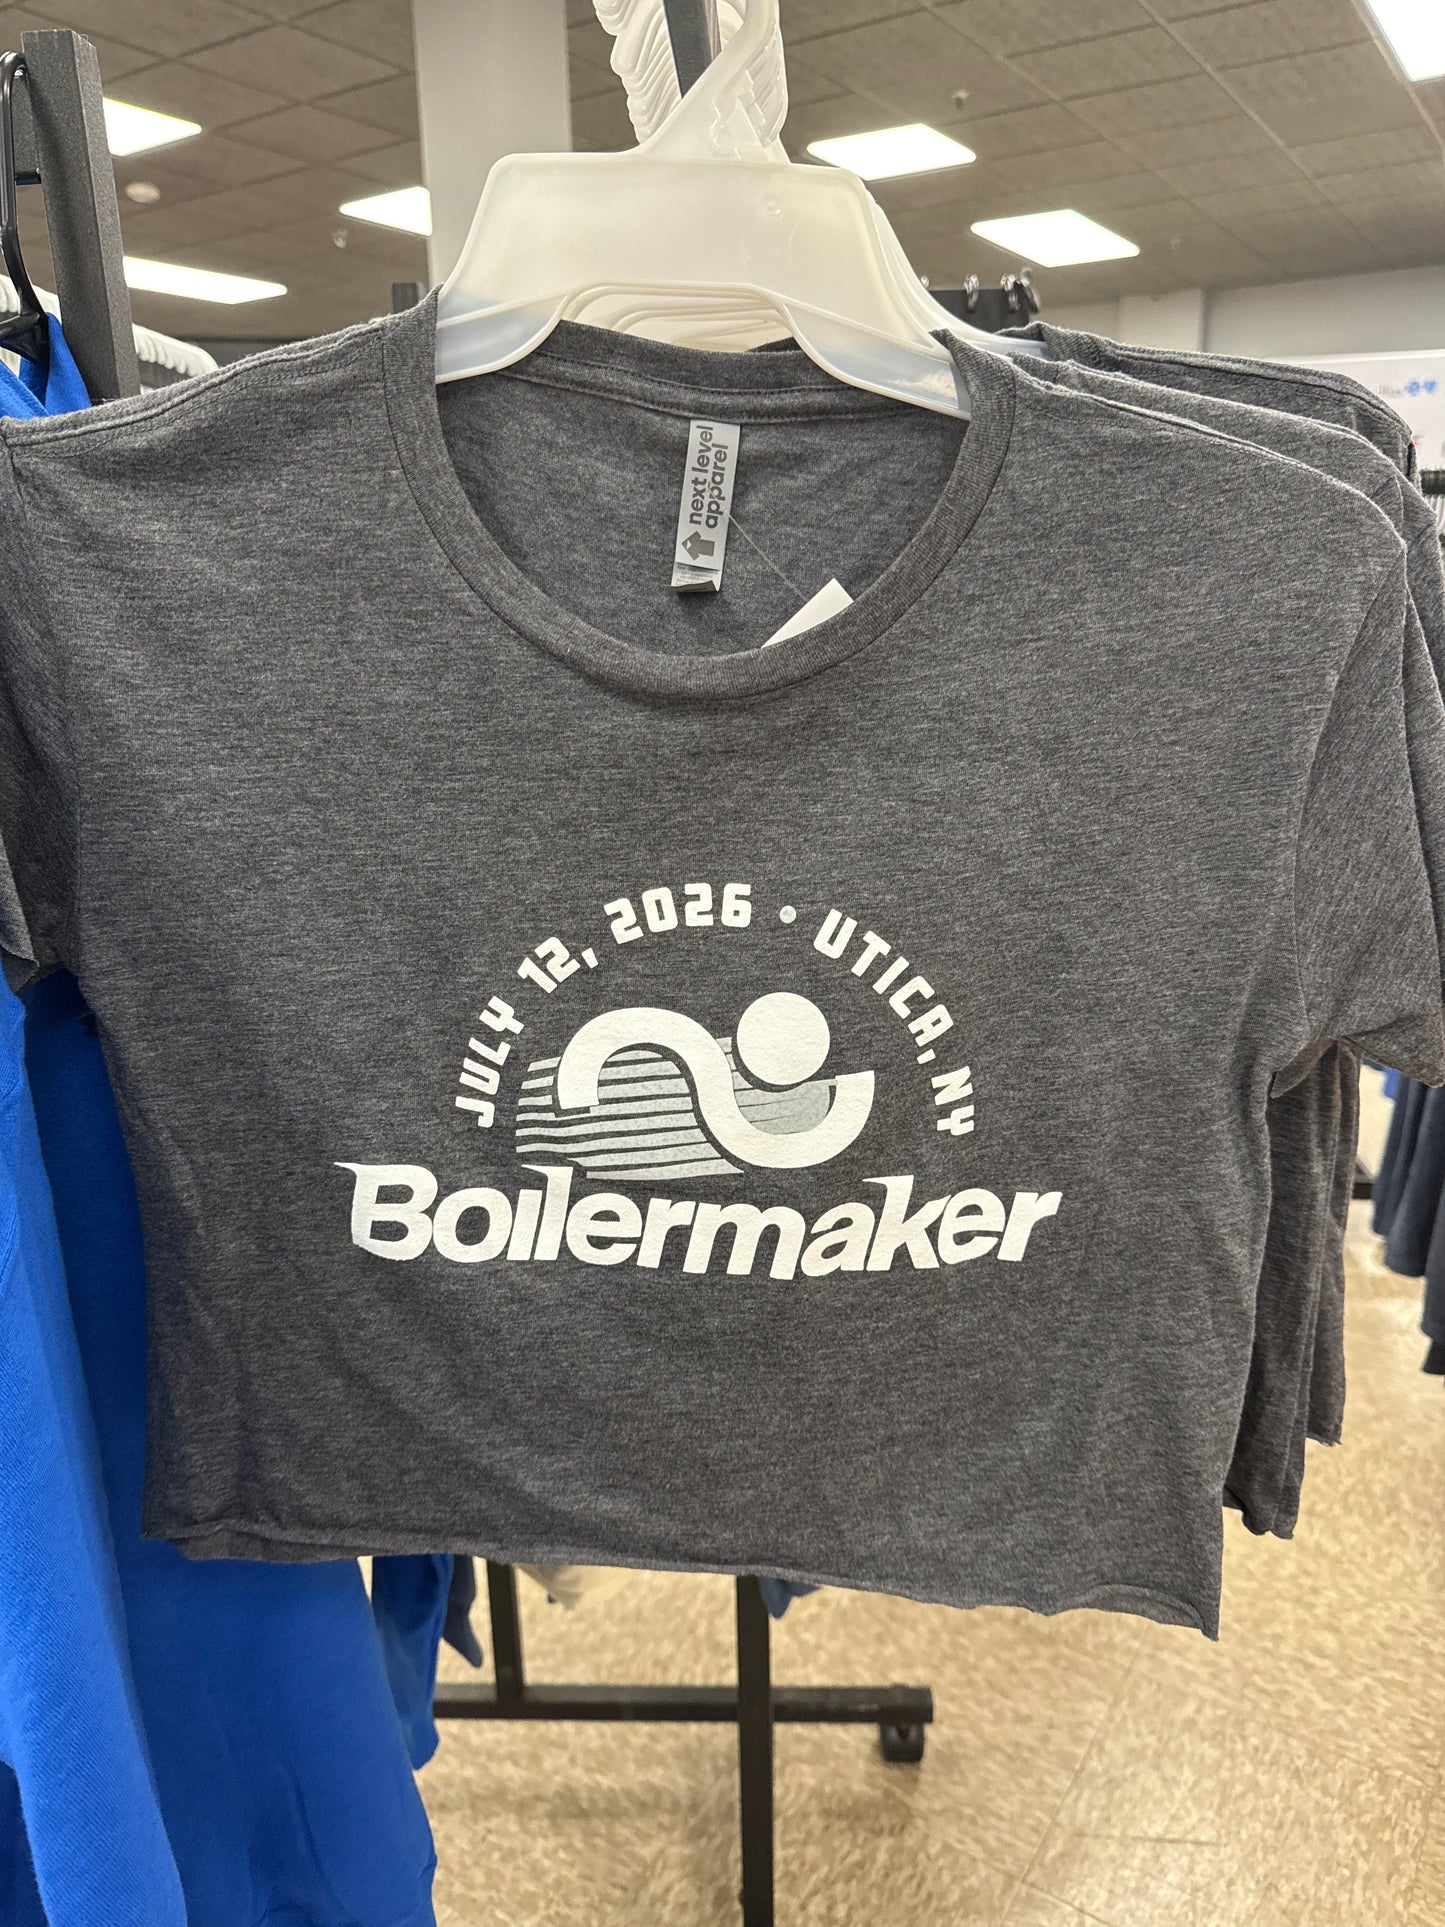 next level
apparel
JULY 12, 2026 • UTICA, NY
Boilermaker